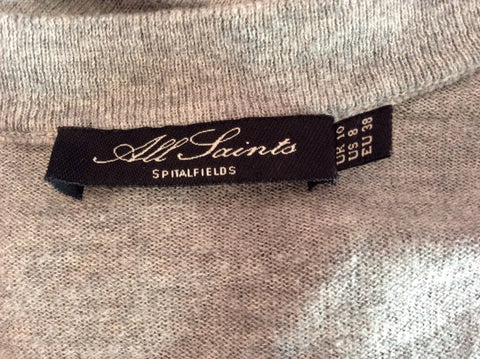 All Saints
SPITALFIELDS
UK 10
US 8
EU 38